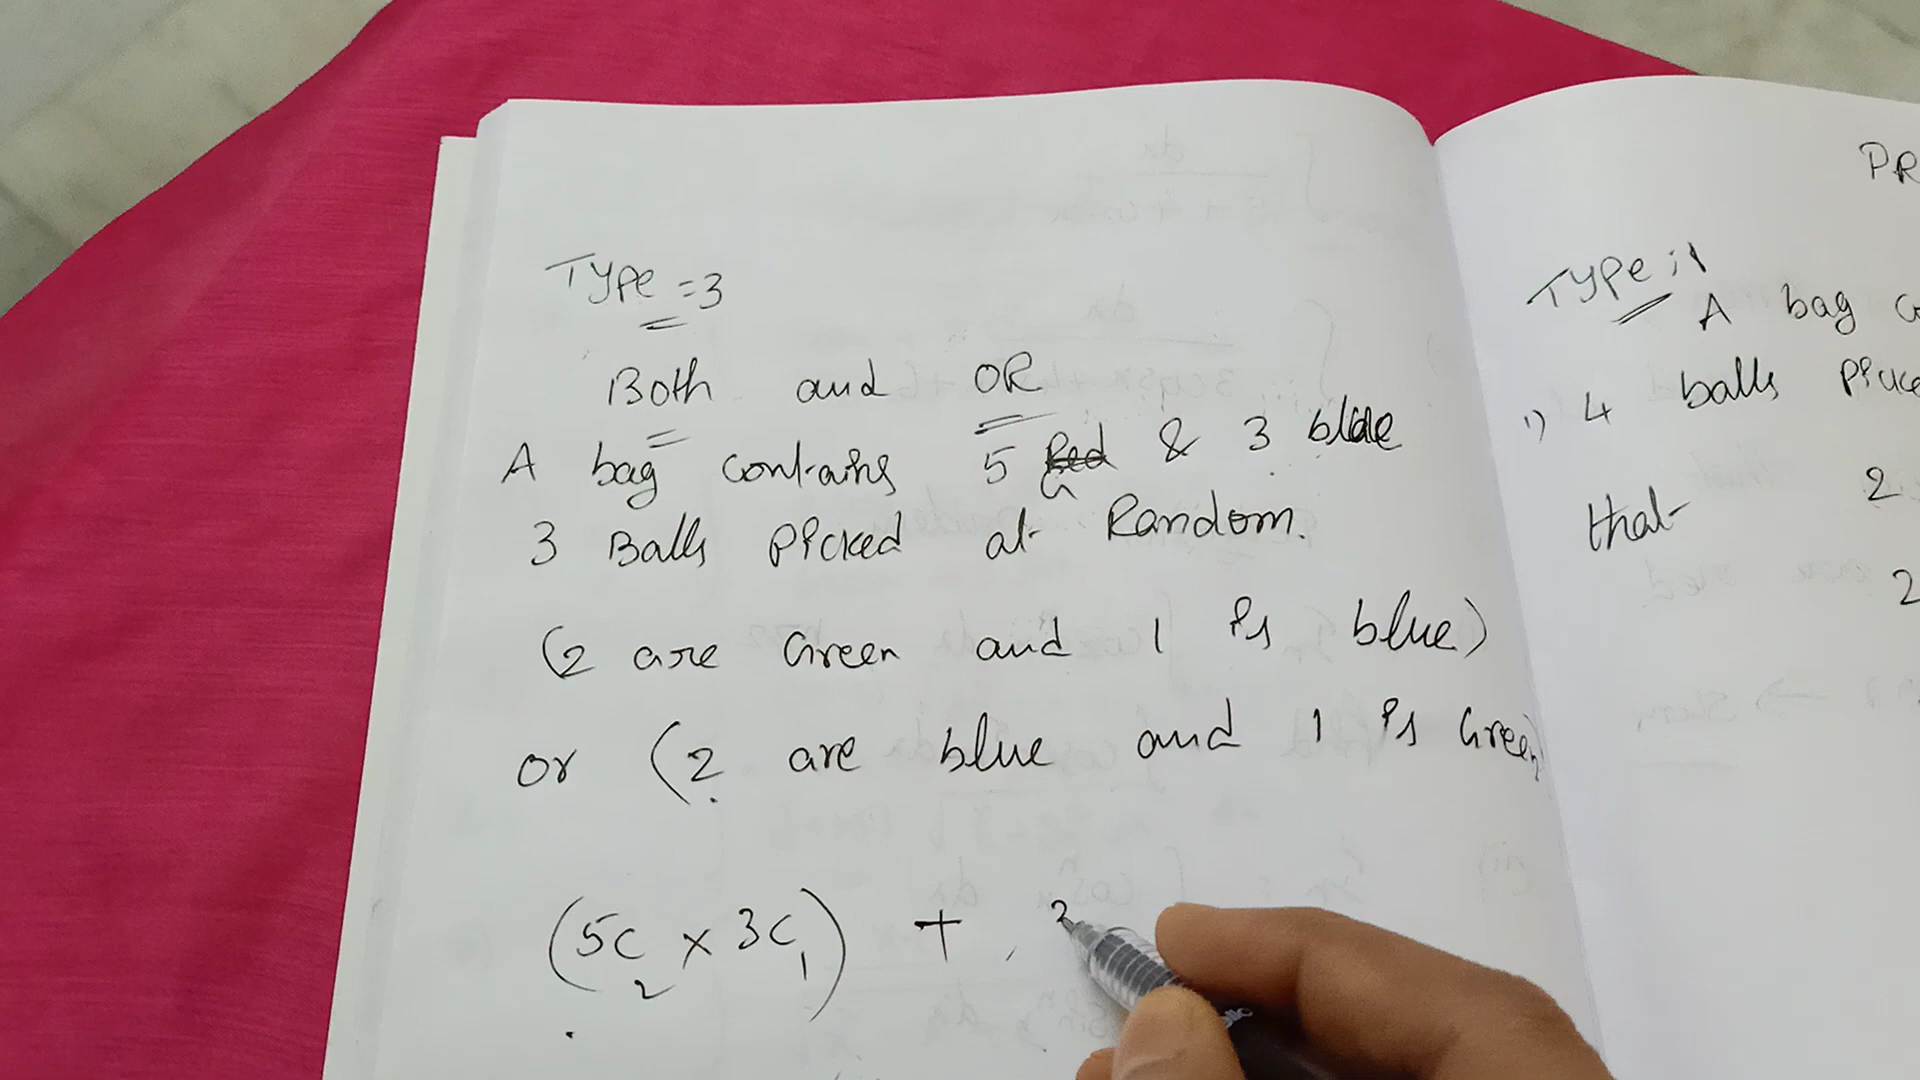 Type = 3
Both and OR
A bag contains 5 G & 3 blue
3 Balls Picked at Random.
(2 are Green and 1 is blue)
or (2 are blue and 1 is Green)
(5C2 × 3C1) + 3
PR
Type : 1
A bag
1) 4 balls
that 2
2